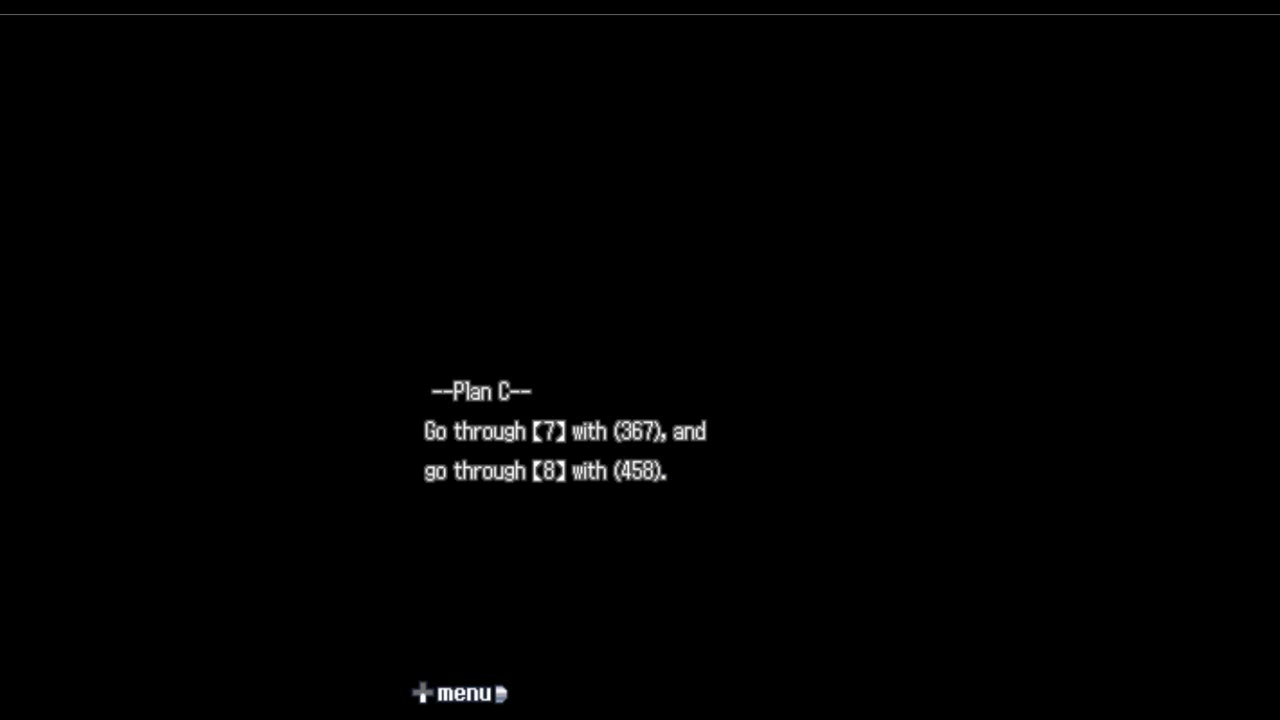 --Plan C--
Go through 【7】 with (367), and
go through 【8】 with (458).
menu